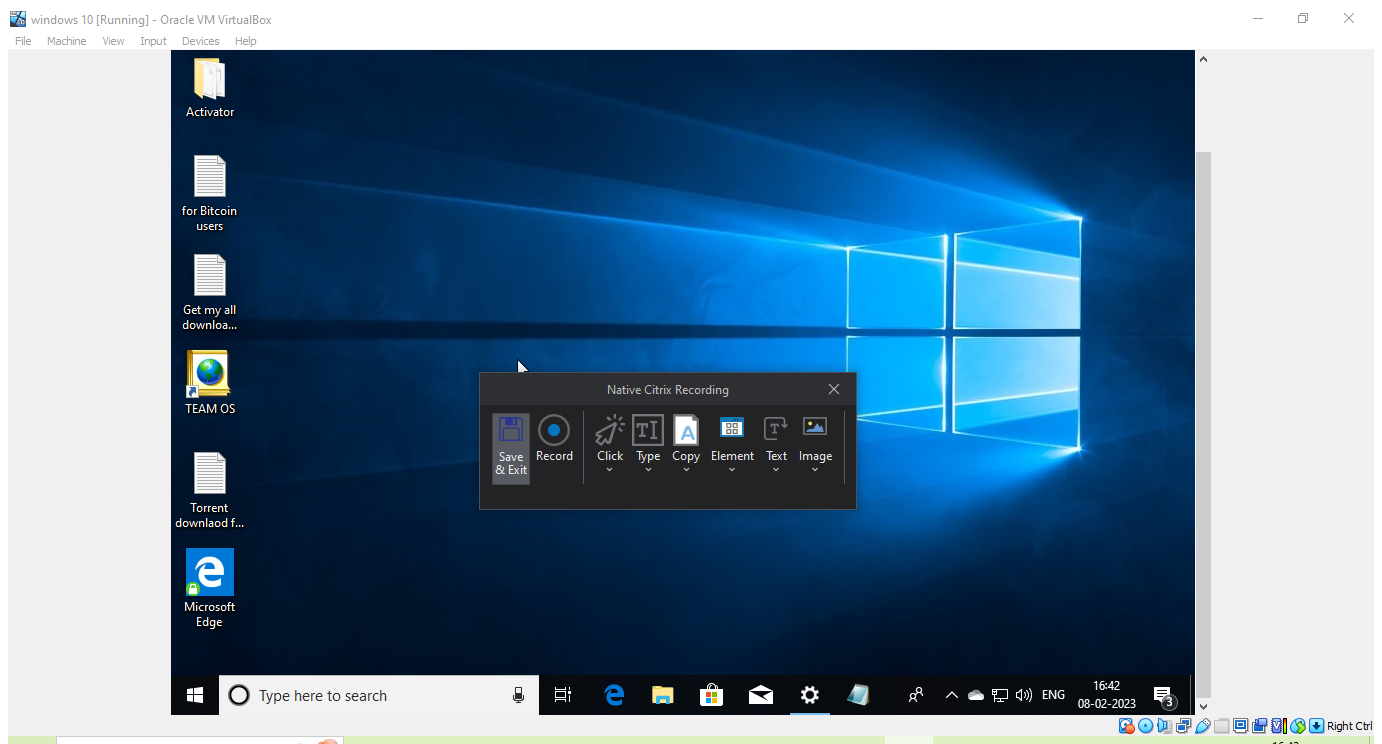 windows 10 [Running] - Oracle VM VirtualBox
File Machine View Input Devices Help
Activator
for Bitcoin
users
Get my all
downloa...
TEAM OS
Torrent
downlaod f...
Microsoft
Edge
Native Citrix Recording
Save
& Exit
Record
Click
Type
Copy
Element
Text
Image
Type here to search
ENG
16:42
08-02-2023
3
Right Ctrl